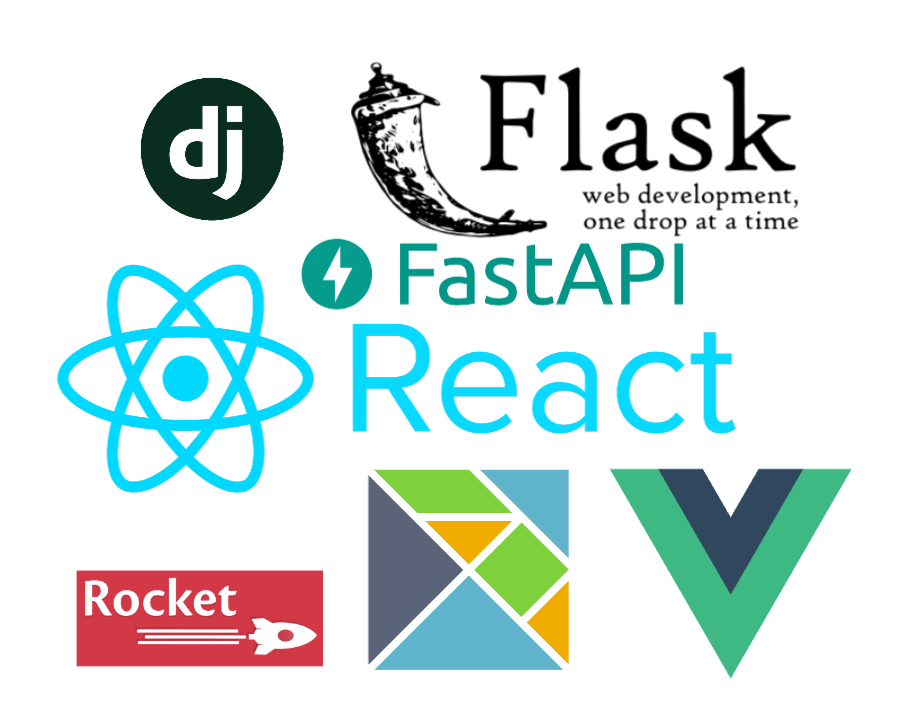 dj
Flask
web development,
one drop at a time
FastAPI
React
Rocket